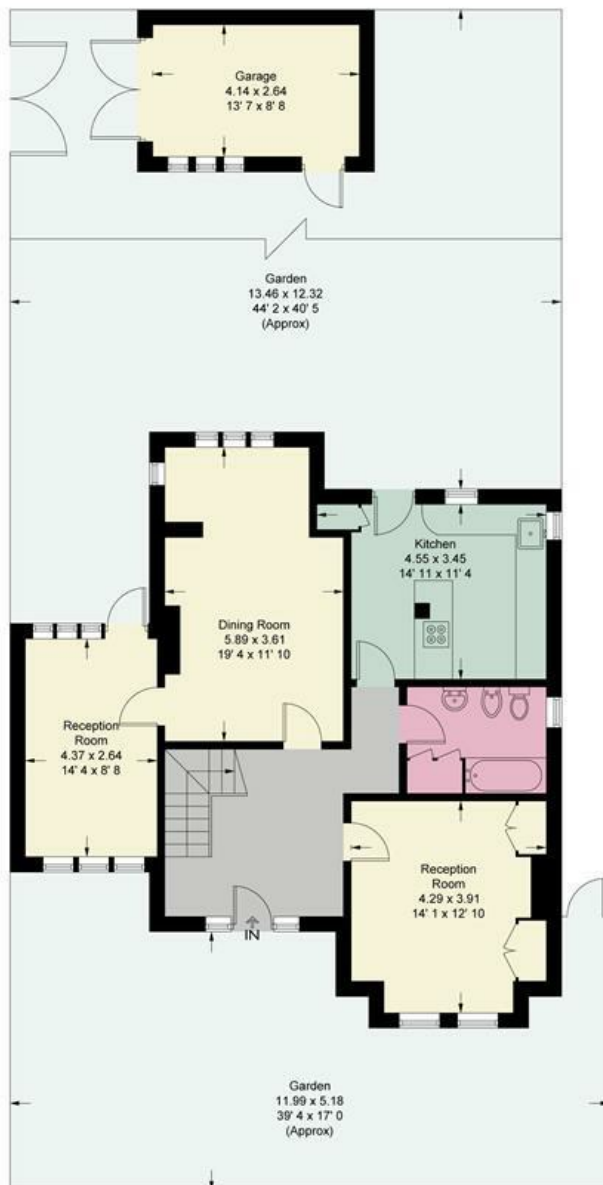 Garage
4.14 x 2.64
13' 7 x 8' 8
Garden
13.46 x 12.32
44' 2 x 40' 5
(Approx)
Kitchen
4.55 x 3.45
14' 11 x 11' 4
Dining Room
5.89 x 3.61
19' 4 x 11' 10
Reception
Room
4.37 x 2.64
14' 4 x 8' 8
Reception
Room
4.29 x 3.91
14' 1 x 12' 10
IN
Garden
11.99 x 5.18
39' 4 x 17' 0
(Approx)